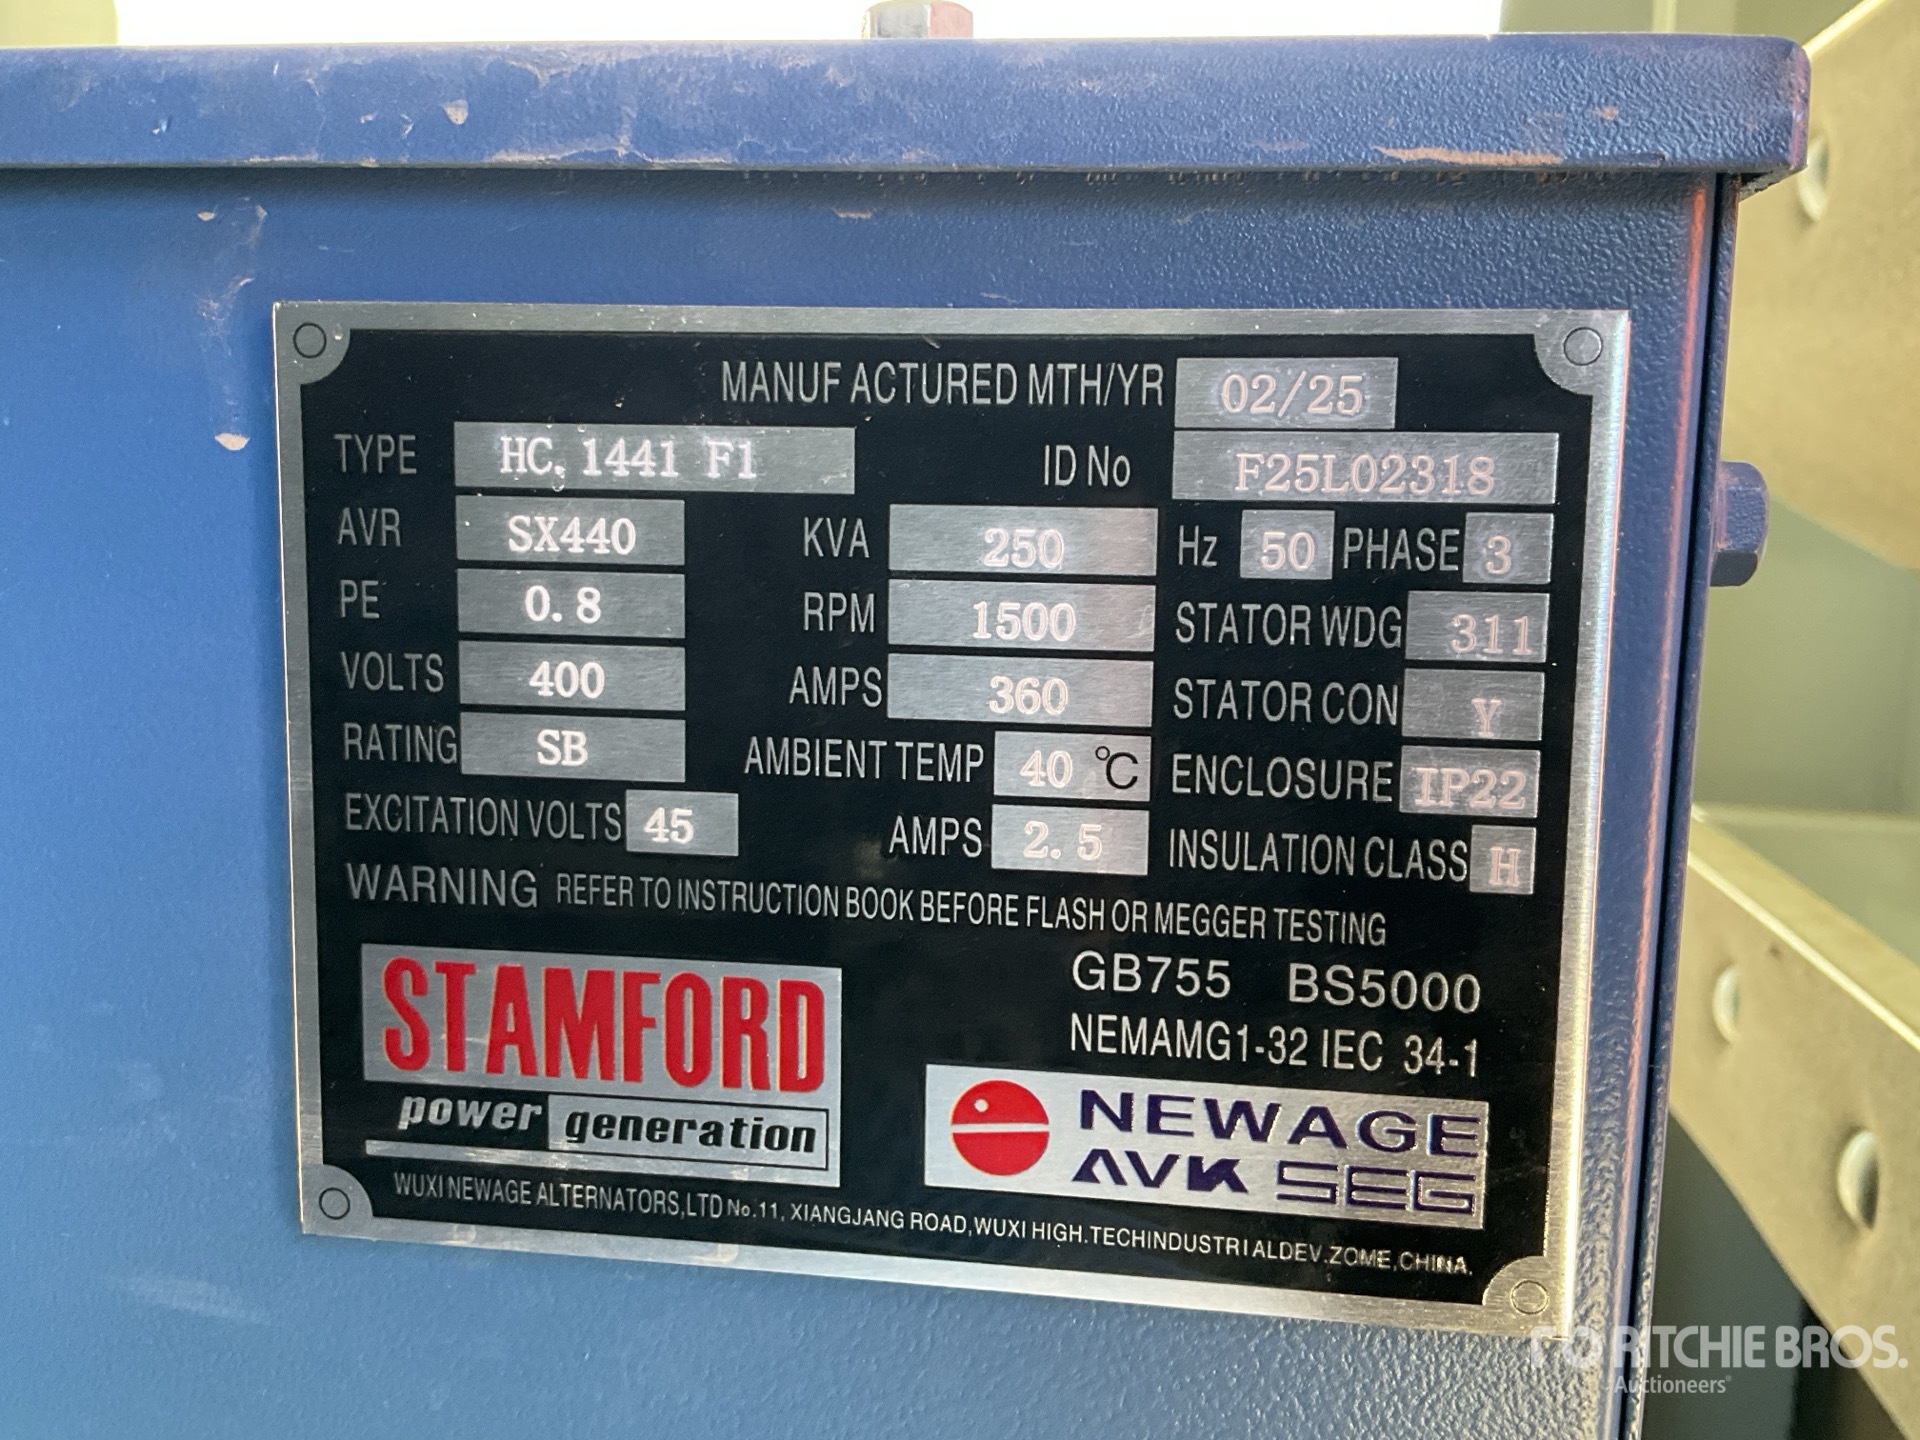 MANUF ACTURED MTH/YR 02/25
TYPE HC. 1441 F1 ID No F25L02318
AVR SX440 KVA 250 Hz 50 PHASE 3
PE 0.8 RPM 1500 STATOR WDG 311
VOLTS 400 AMPS 360 STATOR CON Y
RATING SB AMBIENT TEMP 40 °C ENCLOSURE IP22
EXCITATION VOLTS 45 AMPS 2.5 INSULATION CLASS H
WARNING REFER TO INSTRUCTION BOOK BEFORE FLASH OR MEGGER TESTING
GB755 BS5000
NEMAMG1-32 IEC 34-1
STAMFORD
power generation
NEWAGE
AVK SEG
WUXI NEWAGE ALTERNATORS,LTD No.11, XIANGJANG ROAD,WUXI HIGH.TECHINDUSTRIALDEV.ZOME,CHINA.
RITCHIE BROS.
Auctioneers